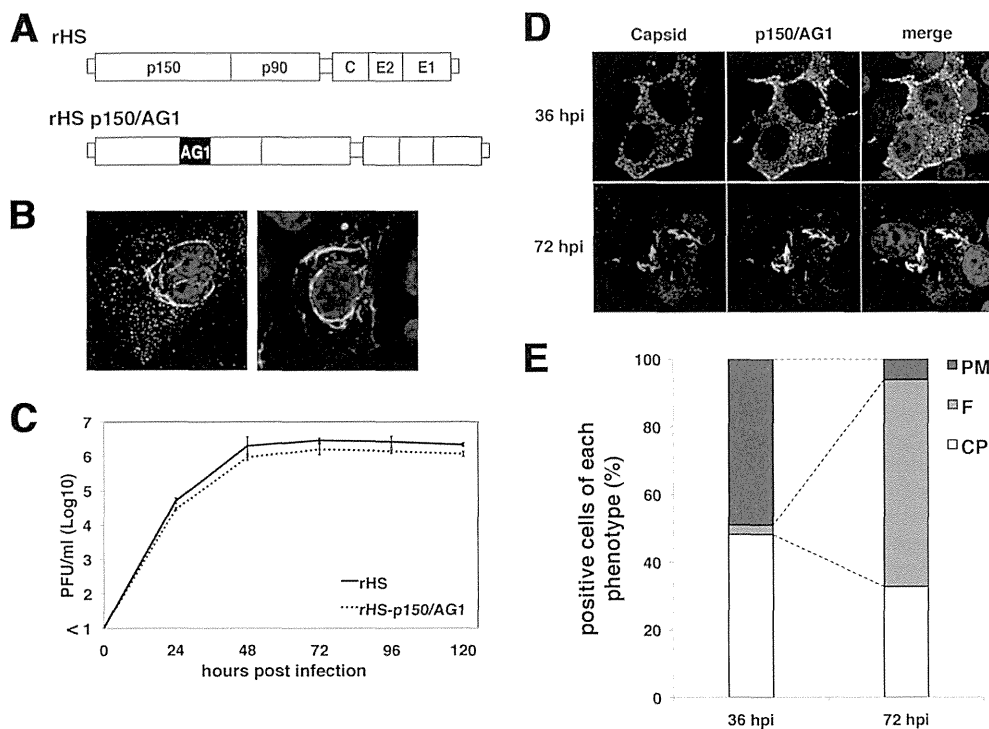 A
rHS
p150 p90 C E2 E1
rHS p150/AG1
AG1
B
C
7
6
5
4
3
2
< 1
PFU/ml (Log10)
rHS
rHS-p150/AG1
0 24 48 72 96 120
hours post infection
D
Capsid p150/AG1 merge
36 hpi
72 hpi
E
100
80
60
40
20
0
positive cells of each
phenotype (%)
PM
F
CP
36 hpi 72 hpi